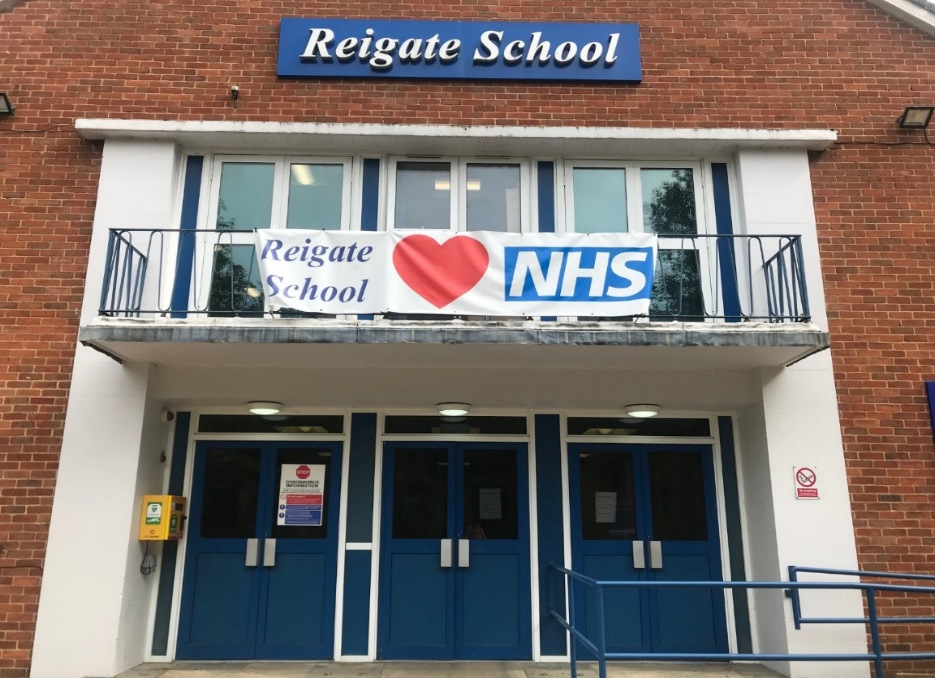 Reigate School
Reigate
School
NHS
STOP
CORONAVIRUS
INFORMATION